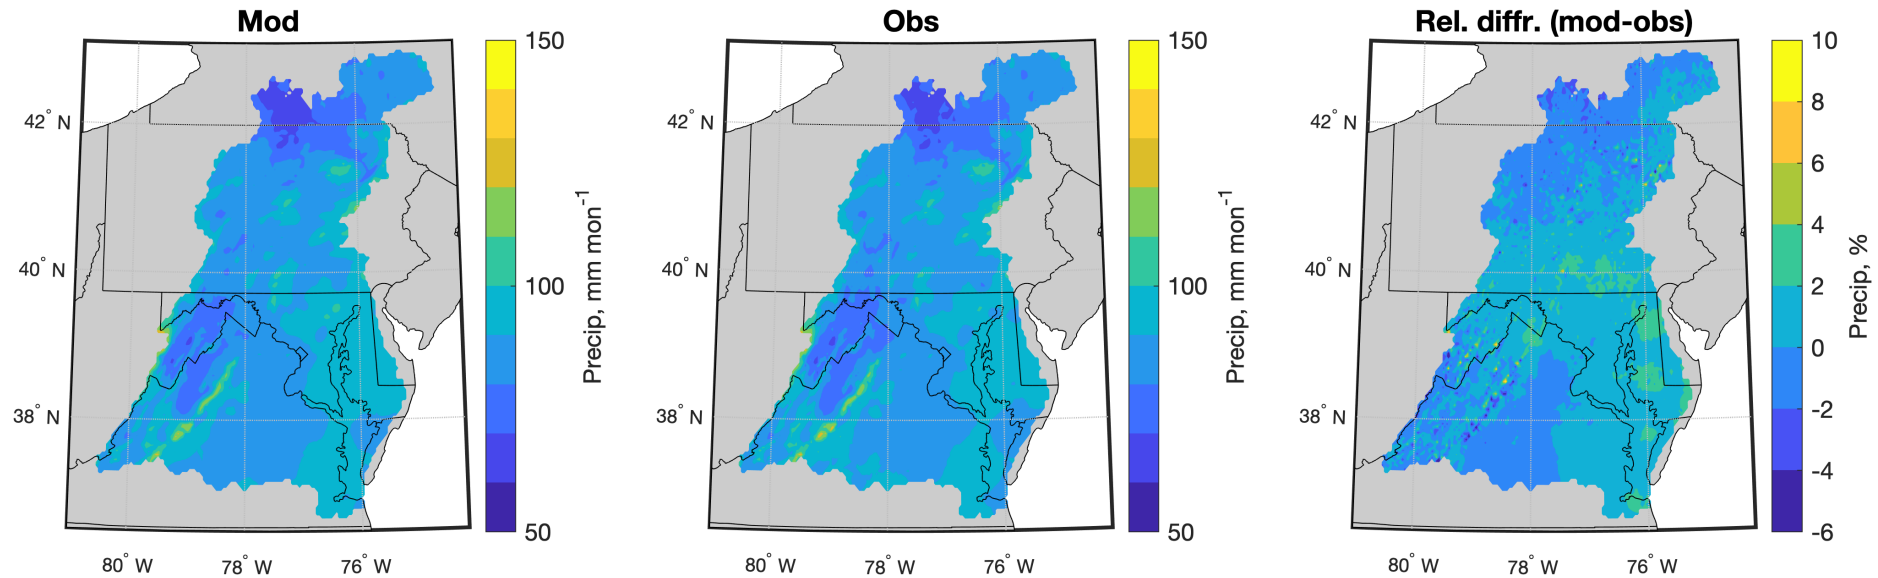 Mod
150
100
50
Precip, mm mon⁻¹
42° N
40° N
38° N
80° W
78° W
76° W
Obs
150
100
50
Precip, mm mon⁻¹
42° N
40° N
38° N
80° W
78° W
76° W
Rel. diffr. (mod-obs)
10
8
6
4
2
0
-2
-4
-6
Precip, %
42° N
40° N
38° N
80° W
78° W
76° W